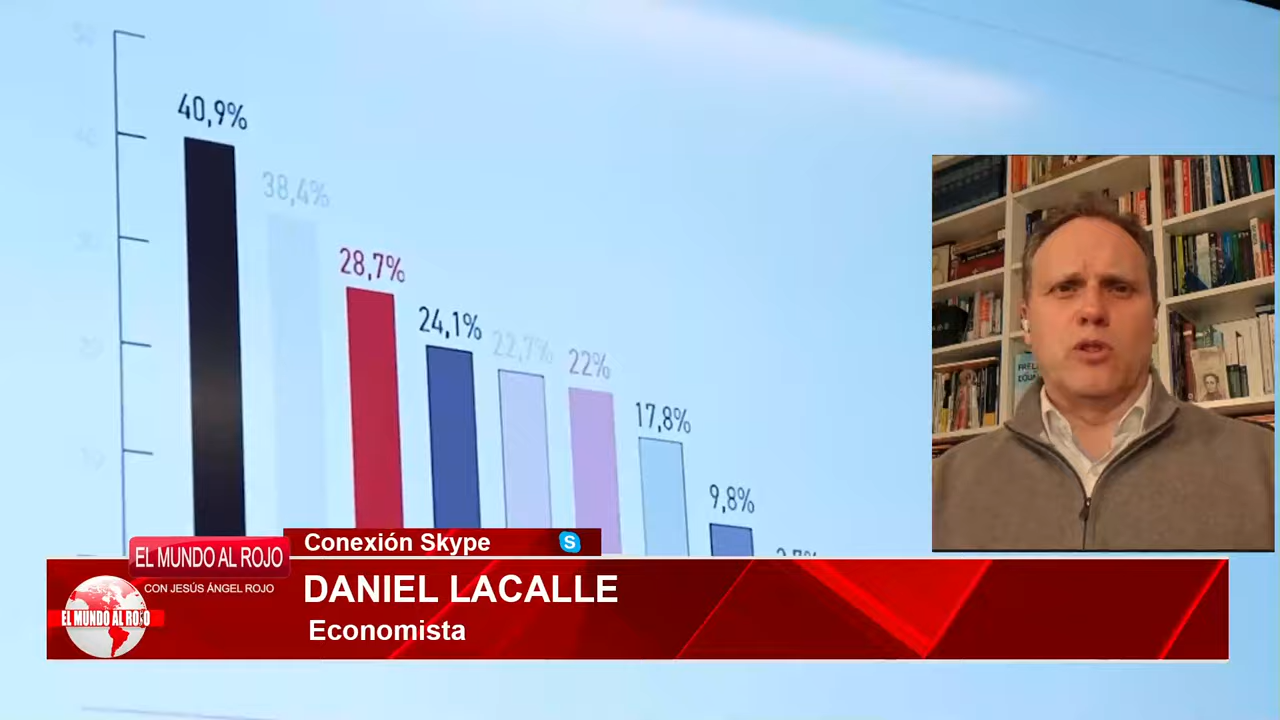 40,9%
38,4%
28,7%
24,1%
22,7%
22%
17,8%
9,8%
Conexión Skype
EL MUNDO AL ROJO
CON JESÚS ÁNGEL ROJO
DANIEL LACALLE
EL MUNDO AL ROJO
Economista